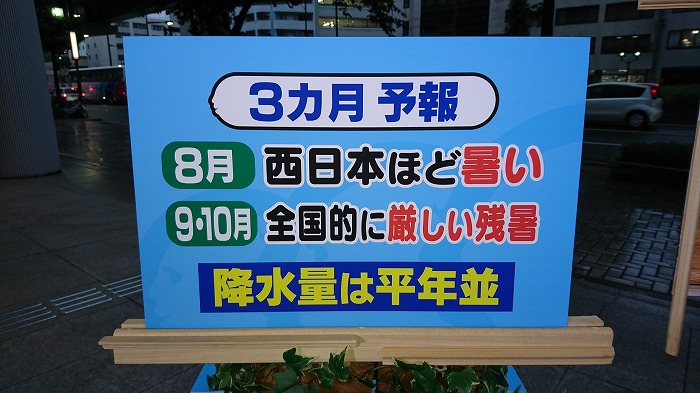 3カ月 予報
8月 西日本ほど暑い
9・10月 全国的に厳しい残暑
降水量は平年並